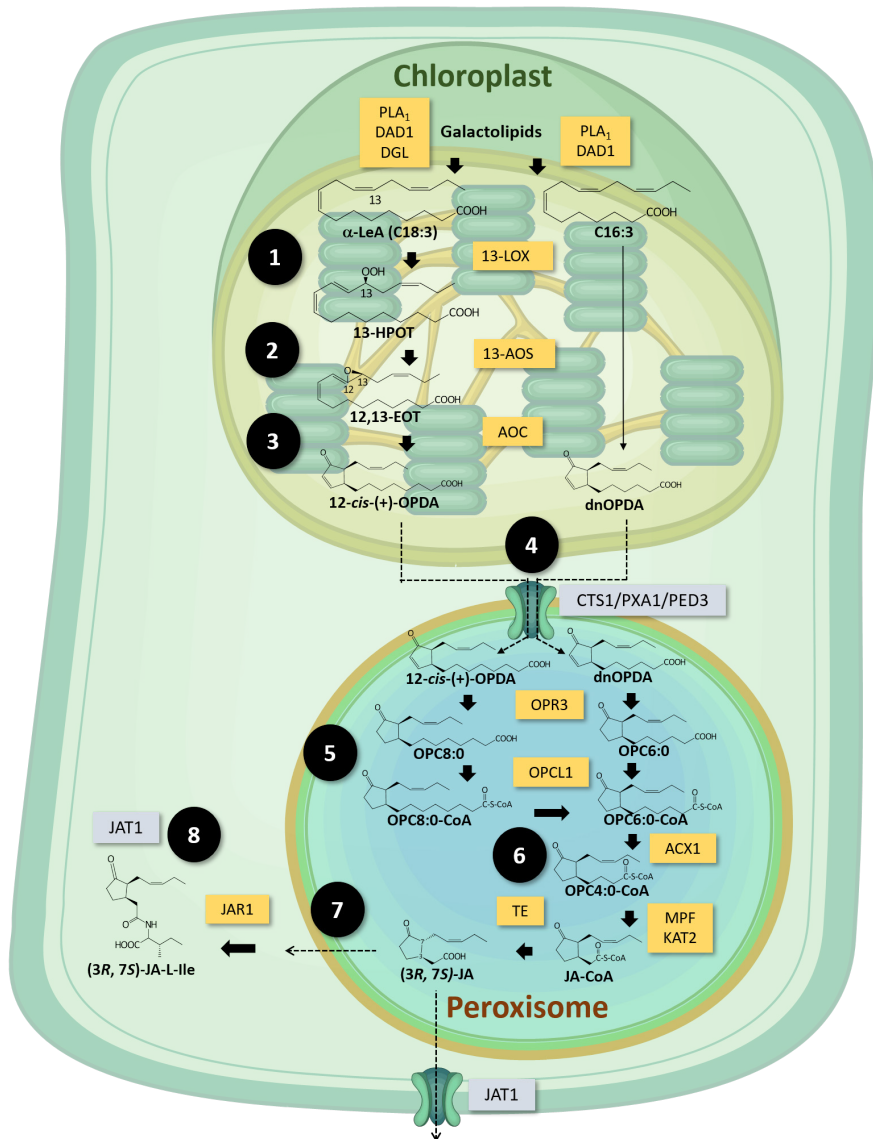 Chloroplast
PLA₁
DAD1
DGL
Galactolipids
PLA₁
DAD1
13
COOH
α-LeA (C18:3)
COOH
C16:3
1
13-LOX
OOH
13
COOH
13-HPOT
2
13-AOS
O
12
13
COOH
12,13-EOT
3
AOC
O
COOH
12-cis-(+)-OPDA
O
COOH
dnOPDA
4
CTS1/PXA1/PED3
O
COOH
12-cis-(+)-OPDA
O
COOH
dnOPDA
OPR3
5
O
COOH
OPC8:0
O
COOH
OPC6:0
OPCL1
O
O
C-S-CoA
OPC8:0-CoA
O
O
C-S-CoA
OPC6:0-CoA
JAT1
8
6
ACX1
O
O
C-S-CoA
OPC4:0-CoA
O
O
NH
HOOC
(3R, 7S)-JA-L-Ile
JAR1
7
TE
MPF
KAT2
O
COOH
(3R, 7S)-JA
O
O
C-S-CoA
JA-CoA
Peroxisome
JAT1